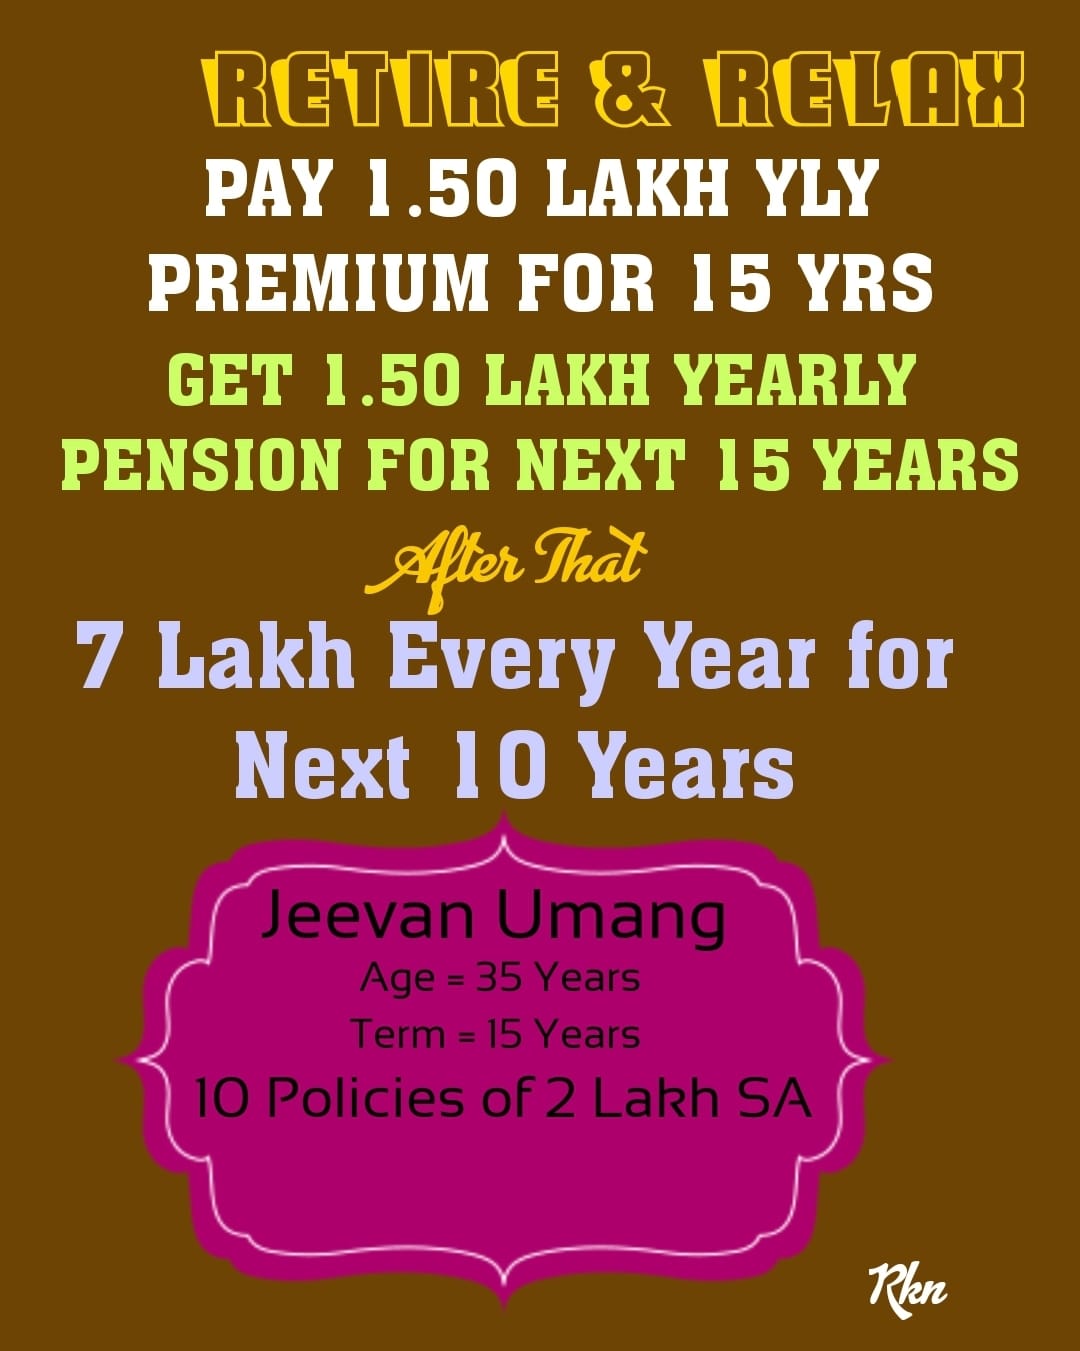 RETIRE & RELAX
PAY 1.50 LAKH YLY
PREMIUM FOR 15 YRS
GET 1.50 LAKH YEARLY
PENSION FOR NEXT 15 YEARS
After That
7 Lakh Every Year for
Next 10 Years
Jeevan Umang
Age = 35 Years
Term = 15 Years
10 Policies of 2 Lakh SA
Rkn